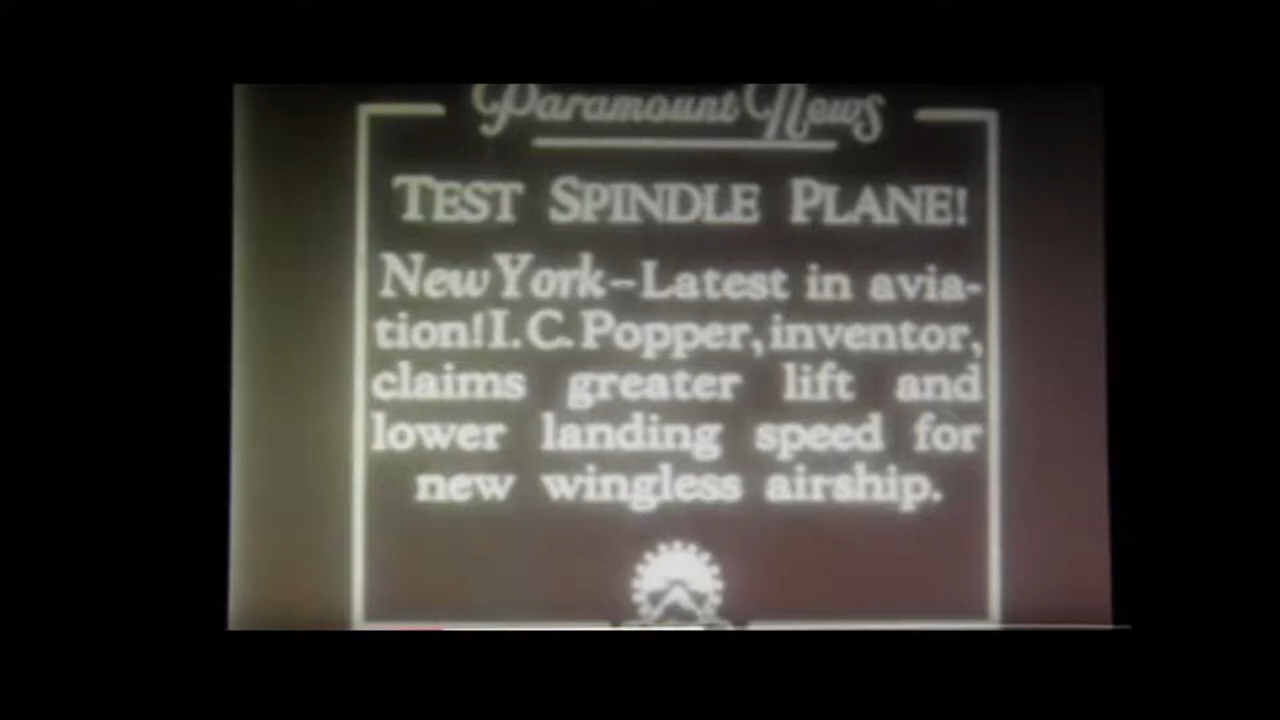 Paramount News
TEST SPINDLE PLANE!
New York–Latest in avia-
tion! I. C. Popper, inventor,
claims greater lift and
lower landing speed for
new wingless airship.